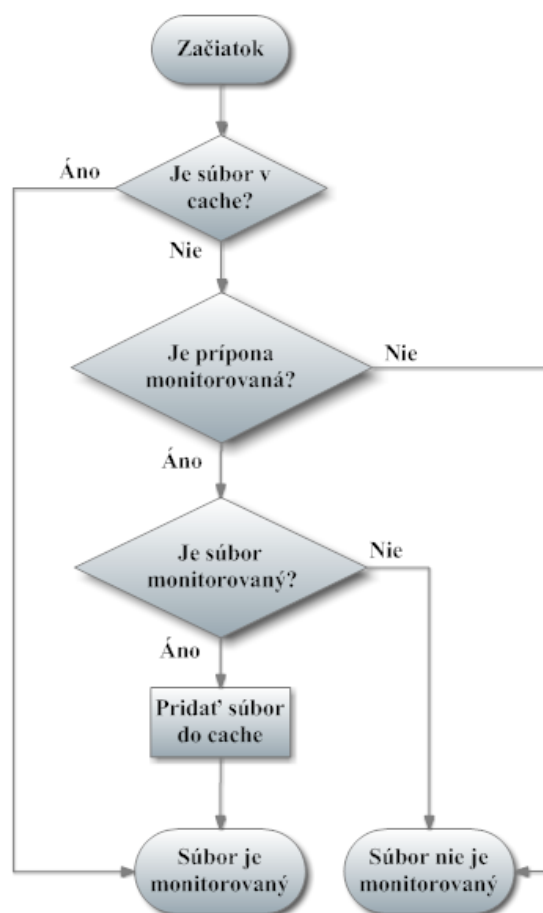 Začiatok
Áno
Je súbor v
cache?
Nie
Je prípona
monitorovaná?
Nie
Áno
Je súbor
monitorovaný?
Nie
Áno
Pridať súbor
do cache
Súbor je
monitorovaný
Súbor nie je
monitorovaný